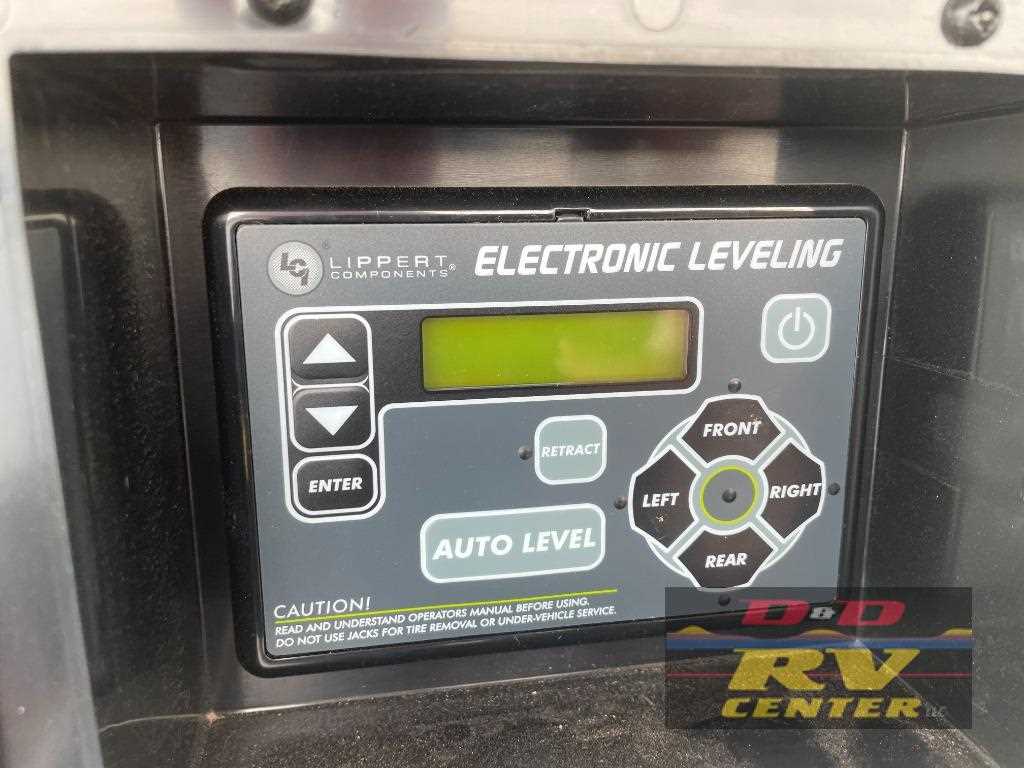 LCI
LIPPERT
COMPONENTS®
ELECTRONIC LEVELING
ENTER
RETRACT
AUTO LEVEL
FRONT
LEFT
RIGHT
REAR
CAUTION!
READ AND UNDERSTAND OPERATORS MANUAL BEFORE USING.
DO NOT USE JACKS FOR TIRE REMOVAL OR UNDER-VEHICLE SERVICE.
D&D
RV
CENTER LLC